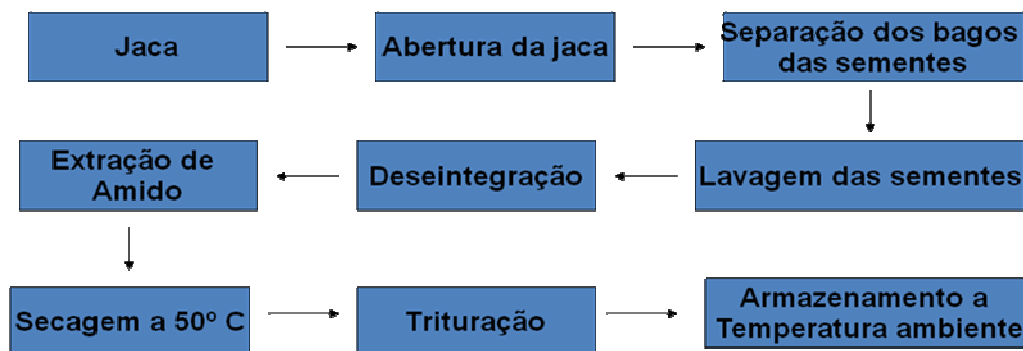 Jaca
Abertura da jaca
Separação dos bagos
das sementes
Lavagem das sementes
Deseintegração
Extração de
Amido
Secagem a 50º C
Trituração
Armazenamento a
Temperatura ambiente